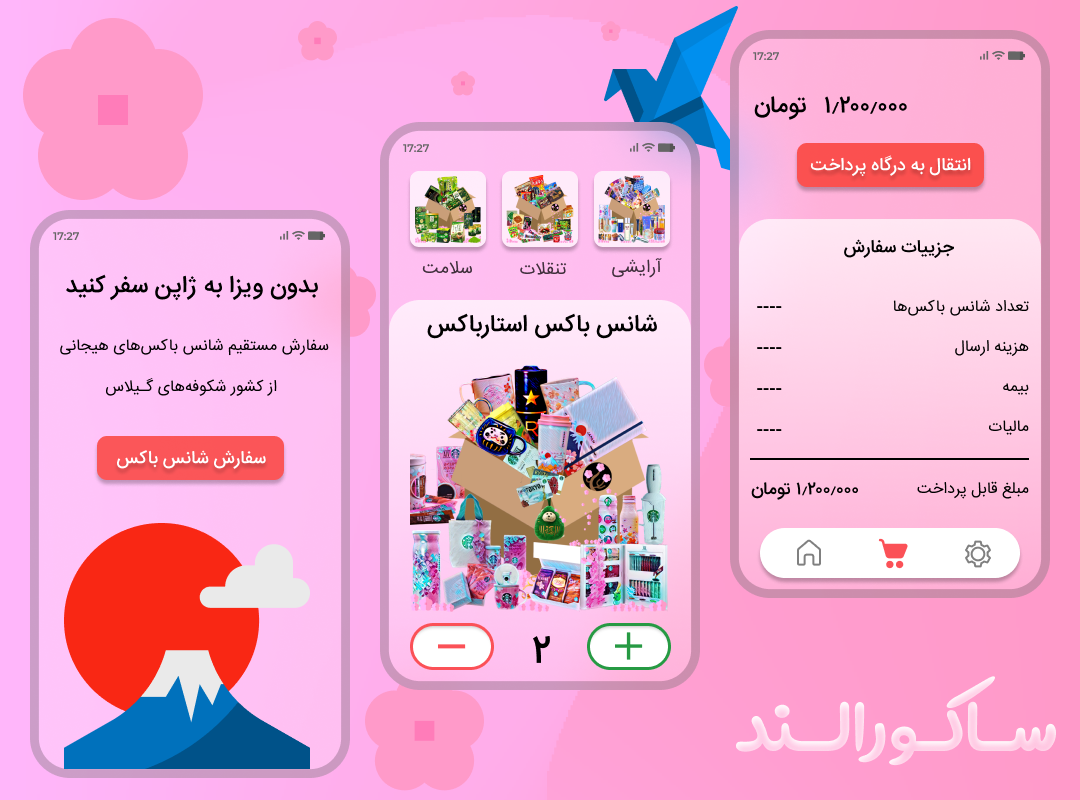 17:27
بدون ویزا به ژاپن سفر کنید
سفارش مستقیم شانس باکس‌های هیجانی
از کشور شکوفه‌های گـیلاس
سفارش شانس باکس
17:27
آرایشی
تنقلات
سلامت
شانس باکس استارباکس
۲
17:27
۱٫۲۰۰٫۰۰۰ تومان
انتقال به درگاه پرداخت
جزییات سفارش
تعداد شانس باکس‌ها ----
هزینه ارسال ----
بیمه ----
مالیات ----
مبلغ قابل پرداخت ۱٫۲۰۰٫۰۰۰ تومان
ســاکــورالــند